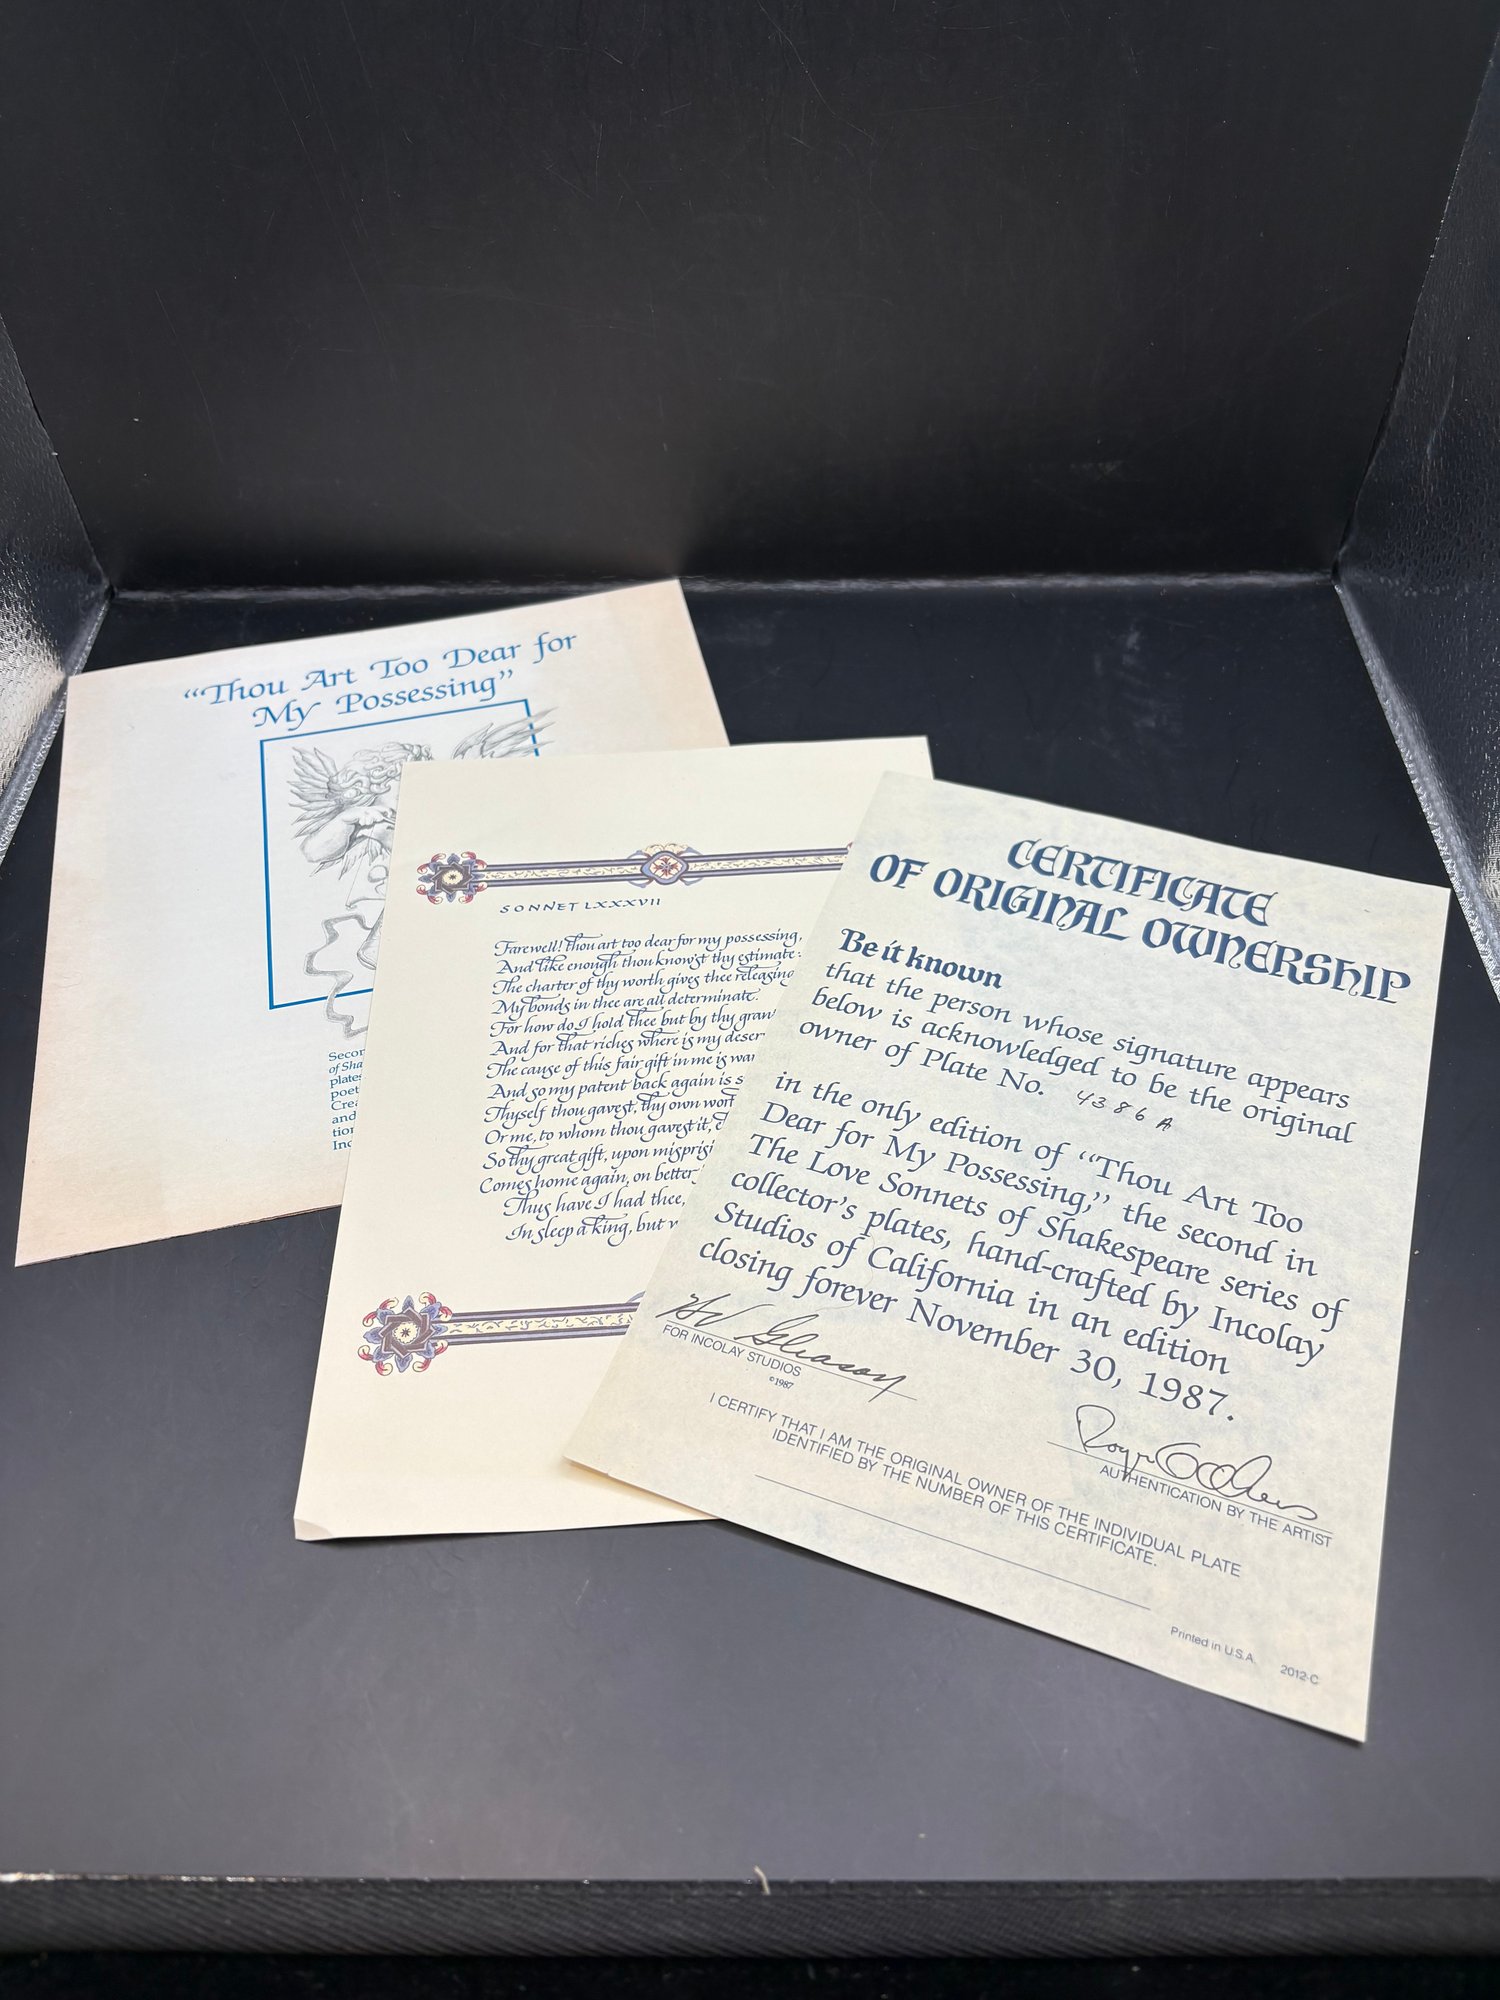 “Thou Art Too Dear for
My Possessing”
Secon
of Sha
plates
poet
Crea
and
tion
Inc
SONNET LXXXVII
Farewell! thou art too dear for my possessing,
And like enough thou know'st thy estimate:
The charter of thy worth gives thee releasing
My bonds in thee are all determinate.
For how do I hold thee but by thy gran
And for that riches where is my deser
The cause of this fair gift in me is wan
And so my patent back again is s
Thyself thou gavest, thy own wort
Or me, to whom thou gavest it,
So thy great gift, upon misprisi
Comes home again, on better
Thus have I had thee,
In sleep a king, but
CERTIFICATE
OF ORIGINAL OWNERSHIP
Be it known
that the person whose signature appears
below is acknowledged to be the original
owner of Plate No. 4386 A
in the only edition of “Thou Art Too
Dear for My Possessing,” the second in
The Love Sonnets of Shakespeare series of
collector’s plates, hand-crafted by Incolay
Studios of California in an edition
closing forever November 30, 1987.
Gleason
FOR INCOLAY STUDIOS
©1987
AUTHENTICATION BY THE ARTIST
I CERTIFY THAT I AM THE ORIGINAL OWNER OF THE INDIVIDUAL PLATE
IDENTIFIED BY THE NUMBER OF THIS CERTIFICATE.
Printed in U.S.A. 2012-C